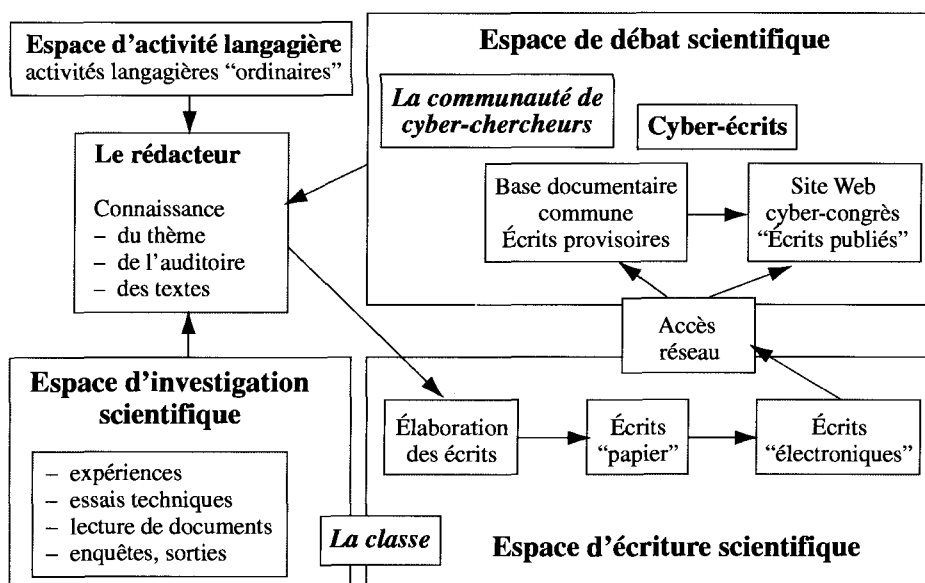 Espace d'activité langagière
activités langagières “ordinaires”
Le rédacteur
Connaissance
– du thème
– de l'auditoire
– des textes
Espace d'investigation
scientifique
– expériences
– essais techniques
– lecture de documents
– enquêtes, sorties
Espace de débat scientifique
La communauté de
cyber-chercheurs
Cyber-écrits
Base documentaire
commune
Écrits provisoires
Site Web
cyber-congrès
“Écrits publiés”
Accès
réseau
Élaboration
des écrits
Écrits
“papier”
Écrits
“électroniques”
La classe
Espace d'écriture scientifique